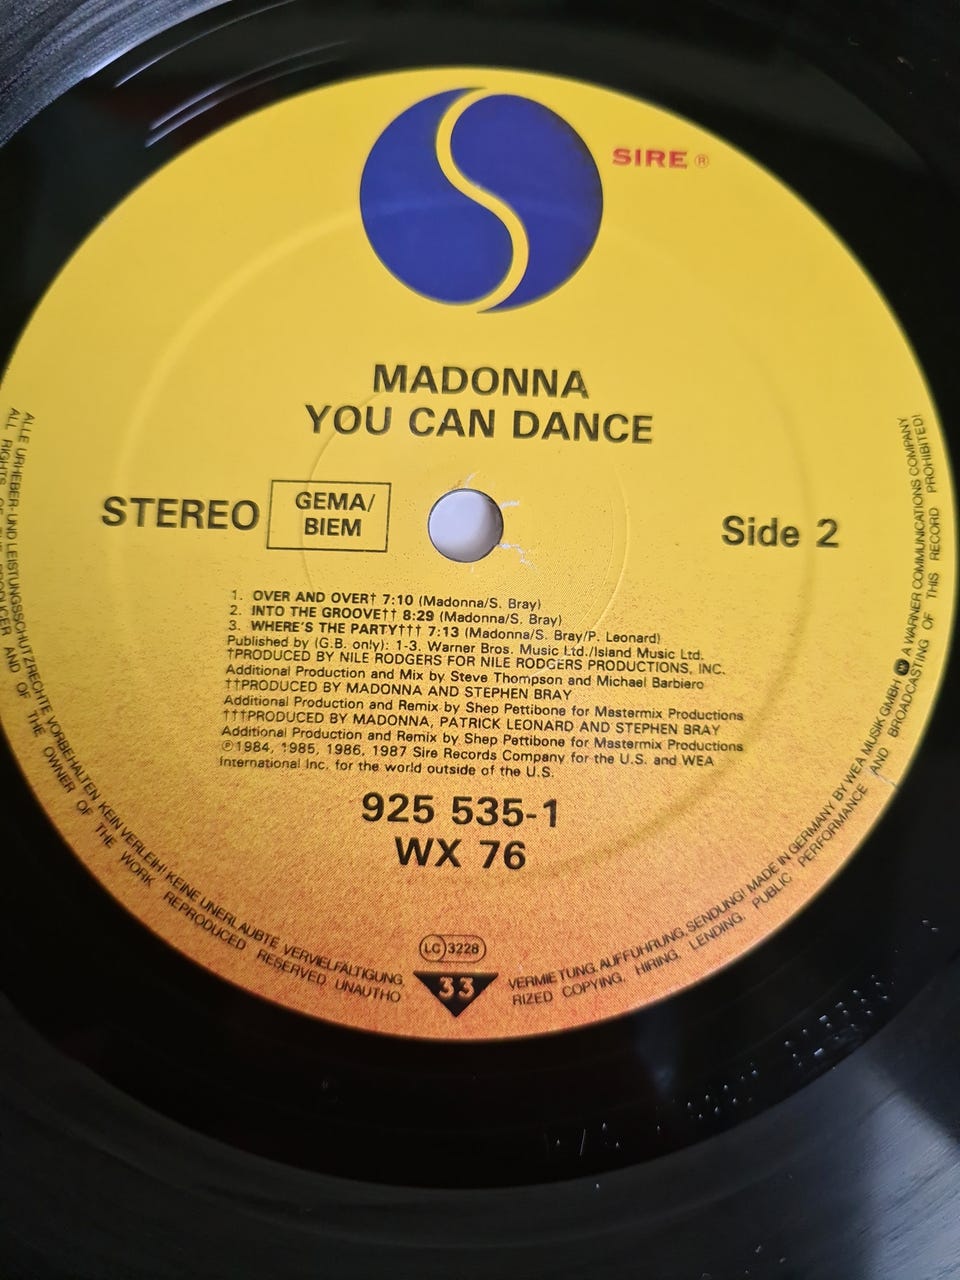 SIRE ®
MADONNA
YOU CAN DANCE
STEREO
GEMA/
BIEM
Side 2
1. OVER AND OVER† 7:10 (Madonna/S. Bray)
2. INTO THE GROOVE†† 8:29 (Madonna/S. Bray)
3. WHERE'S THE PARTY††† 7:13 (Madonna/S. Bray/P. Leonard)
Published by (G.B. only): 1-3. Warner Bros. Music Ltd./Island Music Ltd.
†PRODUCED BY NILE RODGERS FOR NILE RODGERS PRODUCTIONS, INC.
Additional Production and Mix by Steve Thompson and Michael Barbiero
††PRODUCED BY MADONNA AND STEPHEN BRAY
Additional Production and Remix by Shep Pettibone for Mastermix Productions
†††PRODUCED BY MADONNA, PATRICK LEONARD AND STEPHEN BRAY
Additional Production and Remix by Shep Pettibone for Mastermix Productions
℗1984, 1985, 1986, 1987 Sire Records Company for the U.S. and WEA
International Inc. for the world outside of the U.S.
925 535-1
WX 76
LC 3228
33
ALLE URHEBER- UND LEISTUNGSSCHUTZRECHTE VORBEHALTEN KEIN VERLEIH! KEINE UNERLAUBTE VERVIELFÄLTIGUNG, VERMIETUNG, AUFFÜHRUNG, SENDUNG! MADE IN GERMANY BY WEA MUSIK GMBH W A WARNER COMMUNICATIONS COMPANY
ALL RIGHTS OF THE PRODUCER AND OF THE OWNER OF THE WORK REPRODUCED RESERVED UNAUTHORIZED COPYING, HIRING, LENDING, PUBLIC PERFORMANCE AND BROADCASTING OF THIS RECORD PROHIBITED!